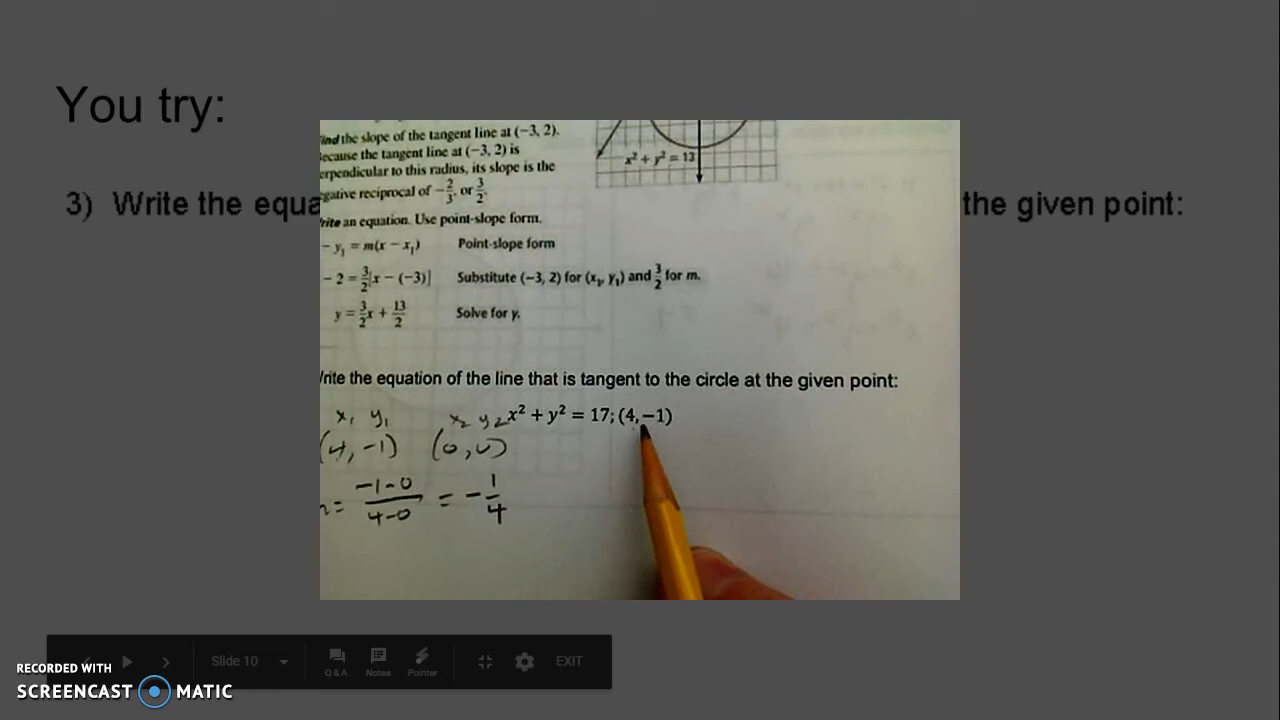 You try:
3) Write the equa
the given point:
ind the slope of the tangent line at (−3, 2).
ecause the tangent line at (−3, 2) is
erpendicular to this radius, its slope is the
gative reciprocal of −2/3, or 3/2.
x² + y² = 13
rite an equation. Use point-slope form.
− y₁ = m(x − x₁) Point-slope form
− 2 = 3/2[x − (−3)] Substitute (−3, 2) for (x₁, y₁) and 3/2 for m.
y = 3/2x + 13/2 Solve for y.
rite the equation of the line that is tangent to the circle at the given point:
x₁ y₁ x₂ y₂ x² + y² = 17; (4, −1)
(4, −1) (0, 0)
= −1−0/4−0 = −1/4
Slide 10 Q & A Notes Pointer EXIT
RECORDED WITH
SCREENCAST MATIC